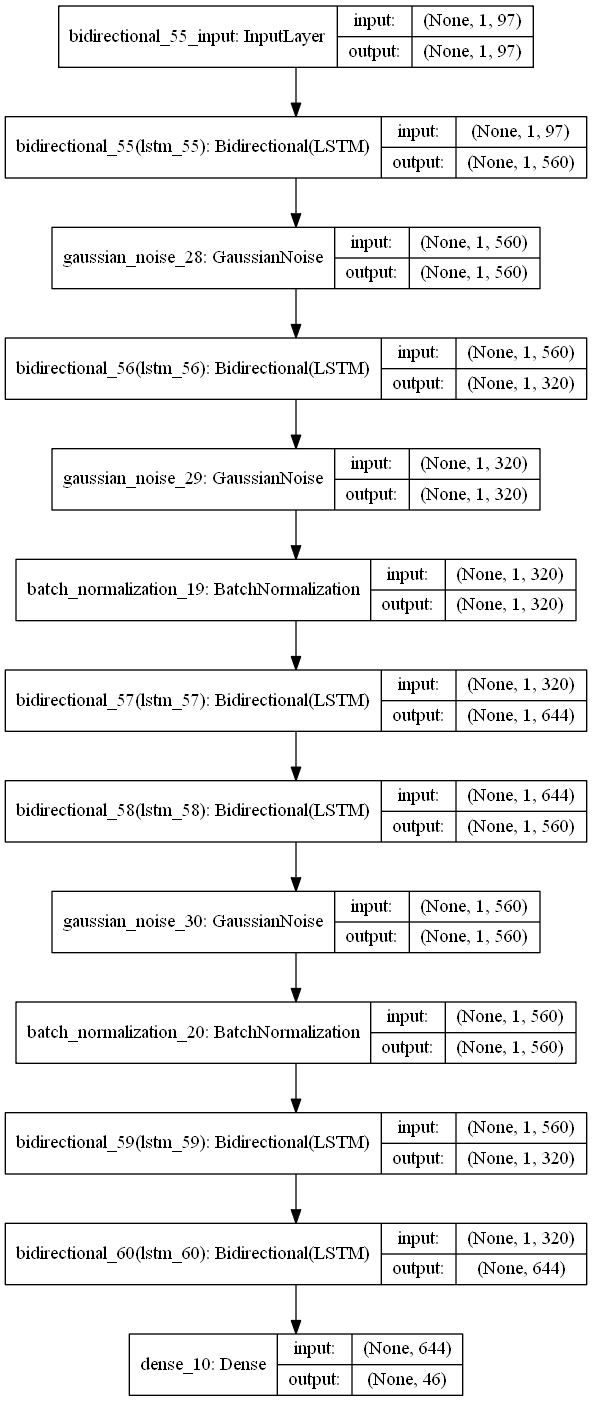 bidirectional_55_input: InputLayer
input: (None, 1, 97)
output: (None, 1, 97)
bidirectional_55(lstm_55): Bidirectional(LSTM)
input: (None, 1, 97)
output: (None, 1, 560)
gaussian_noise_28: GaussianNoise
input: (None, 1, 560)
output: (None, 1, 560)
bidirectional_56(lstm_56): Bidirectional(LSTM)
input: (None, 1, 560)
output: (None, 1, 320)
gaussian_noise_29: GaussianNoise
input: (None, 1, 320)
output: (None, 1, 320)
batch_normalization_19: BatchNormalization
input: (None, 1, 320)
output: (None, 1, 320)
bidirectional_57(lstm_57): Bidirectional(LSTM)
input: (None, 1, 320)
output: (None, 1, 644)
bidirectional_58(lstm_58): Bidirectional(LSTM)
input: (None, 1, 644)
output: (None, 1, 560)
gaussian_noise_30: GaussianNoise
input: (None, 1, 560)
output: (None, 1, 560)
batch_normalization_20: BatchNormalization
input: (None, 1, 560)
output: (None, 1, 560)
bidirectional_59(lstm_59): Bidirectional(LSTM)
input: (None, 1, 560)
output: (None, 1, 320)
bidirectional_60(lstm_60): Bidirectional(LSTM)
input: (None, 1, 320)
output: (None, 644)
dense_10: Dense
input: (None, 644)
output: (None, 46)